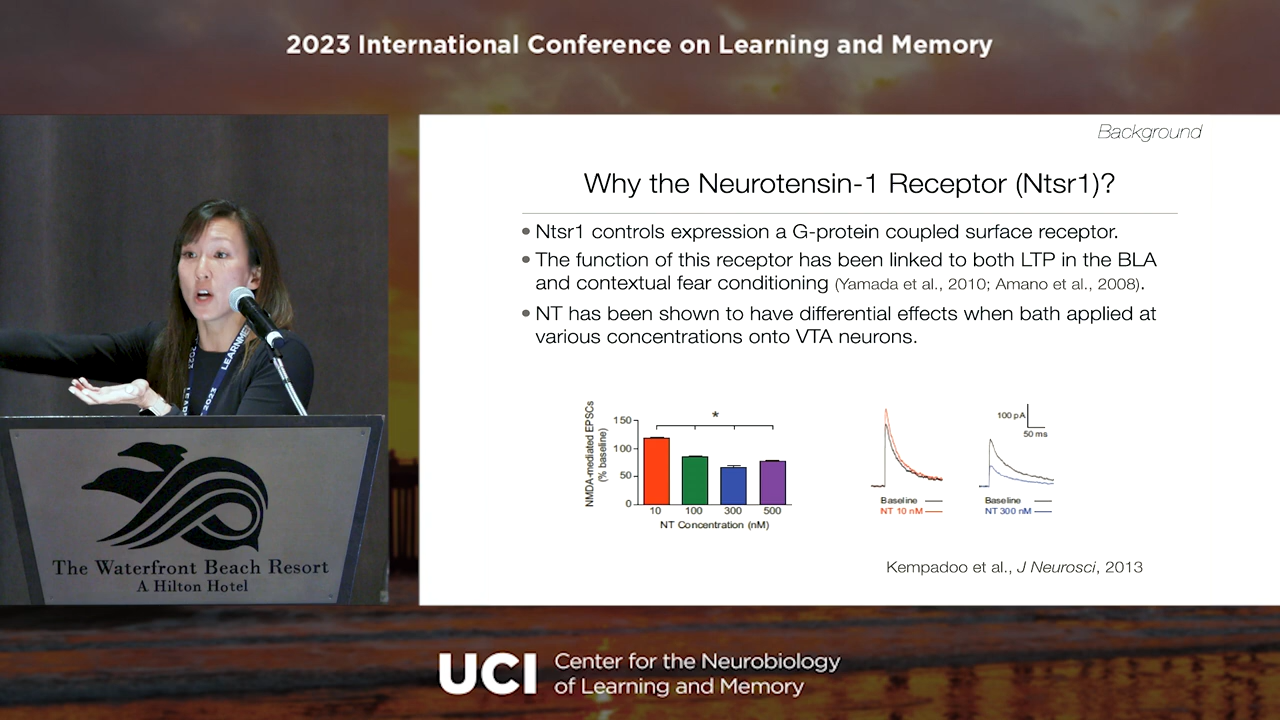 2023 International Conference on Learning and Memory
Background
Why the Neurotensin-1 Receptor (Ntsr1)?
• Ntsr1 controls expression a G-protein coupled surface receptor.
• The function of this receptor has been linked to both LTP in the BLA
and contextual fear conditioning (Yamada et al., 2010; Amano et al., 2008).
• NT has been shown to have differential effects when bath applied at
various concentrations onto VTA neurons.
NMDA-mediated EPSCs
(% baseline)
150
100
50
0
*
10 100 300 500
NT Concentration (nM)
100 pA
50 ms
Baseline
NT 10 nM
Baseline
NT 300 nM
Kempadoo et al., J Neurosci, 2013
LEARNMEM
2023
The Waterfront Beach Resort
A Hilton Hotel
UCI
Center for the Neurobiology
of Learning and Memory